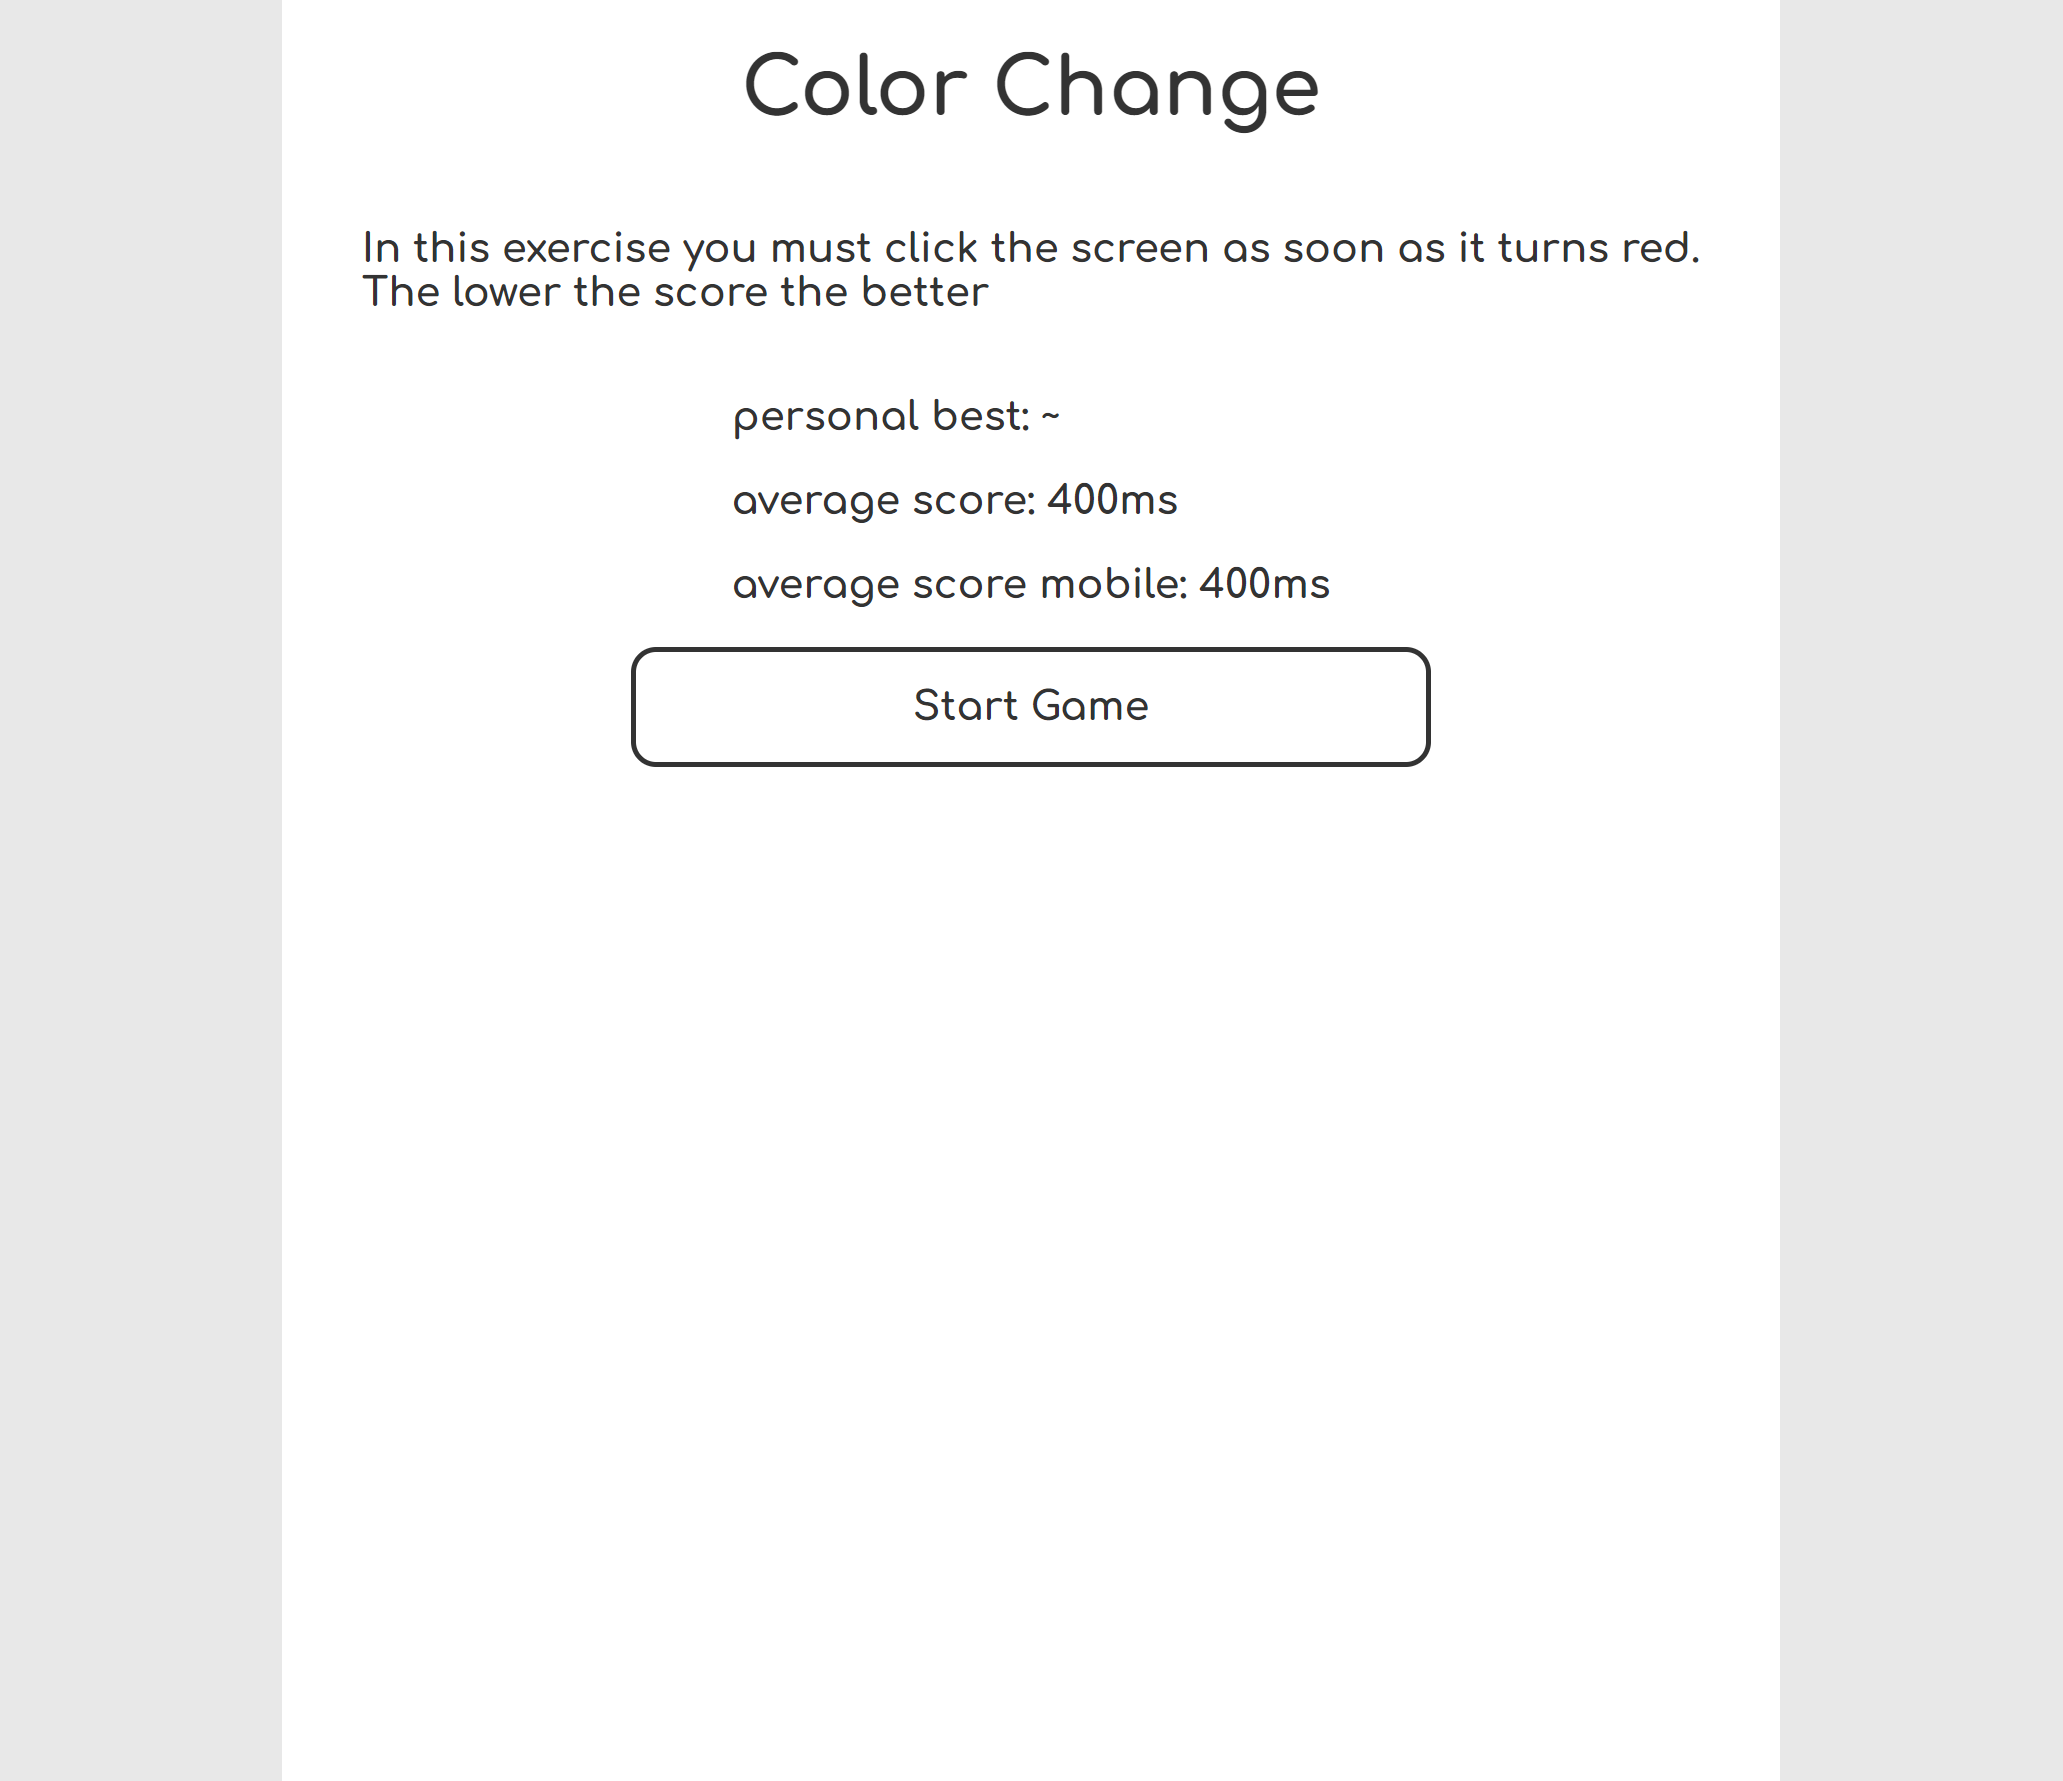 Color Change
In this exercise you must click the screen as soon as it turns red.
The lower the score the better
personal best: ~
average score: 400ms
average score mobile: 400ms
Start Game